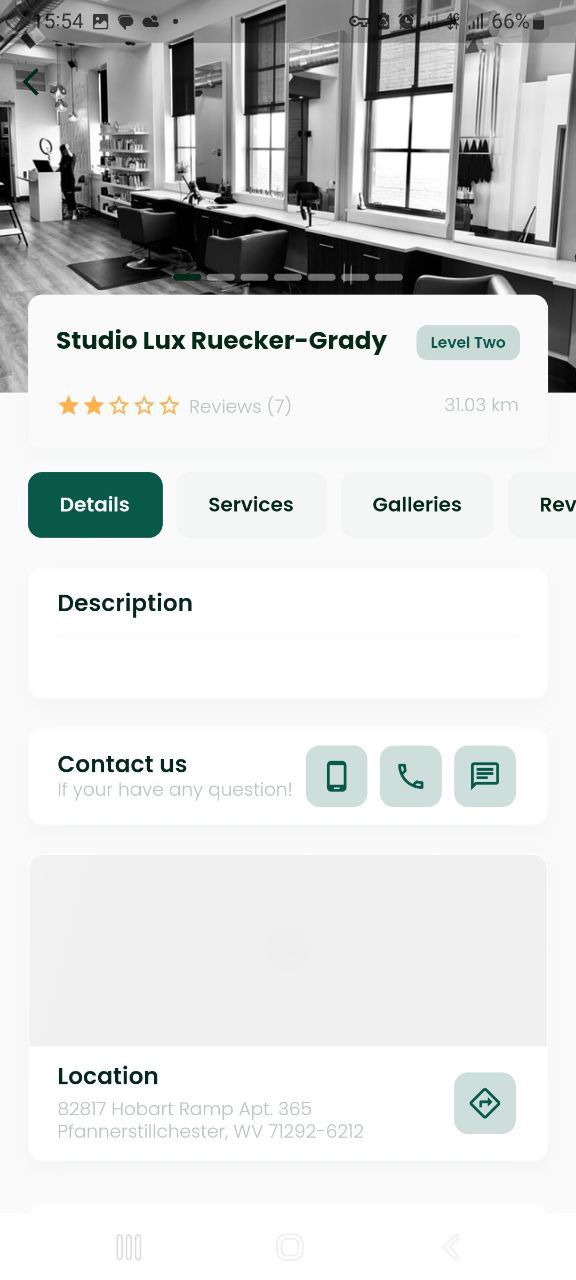 15:54
4G
66%
Studio Lux Ruecker-Grady
Level Two
Reviews (7)
31.03 km
Details
Services
Galleries
Rev
Description
Contact us
If your have any question!
Location
82817 Hobart Ramp Apt. 365
Pfannerstillchester, WV 71292-6212